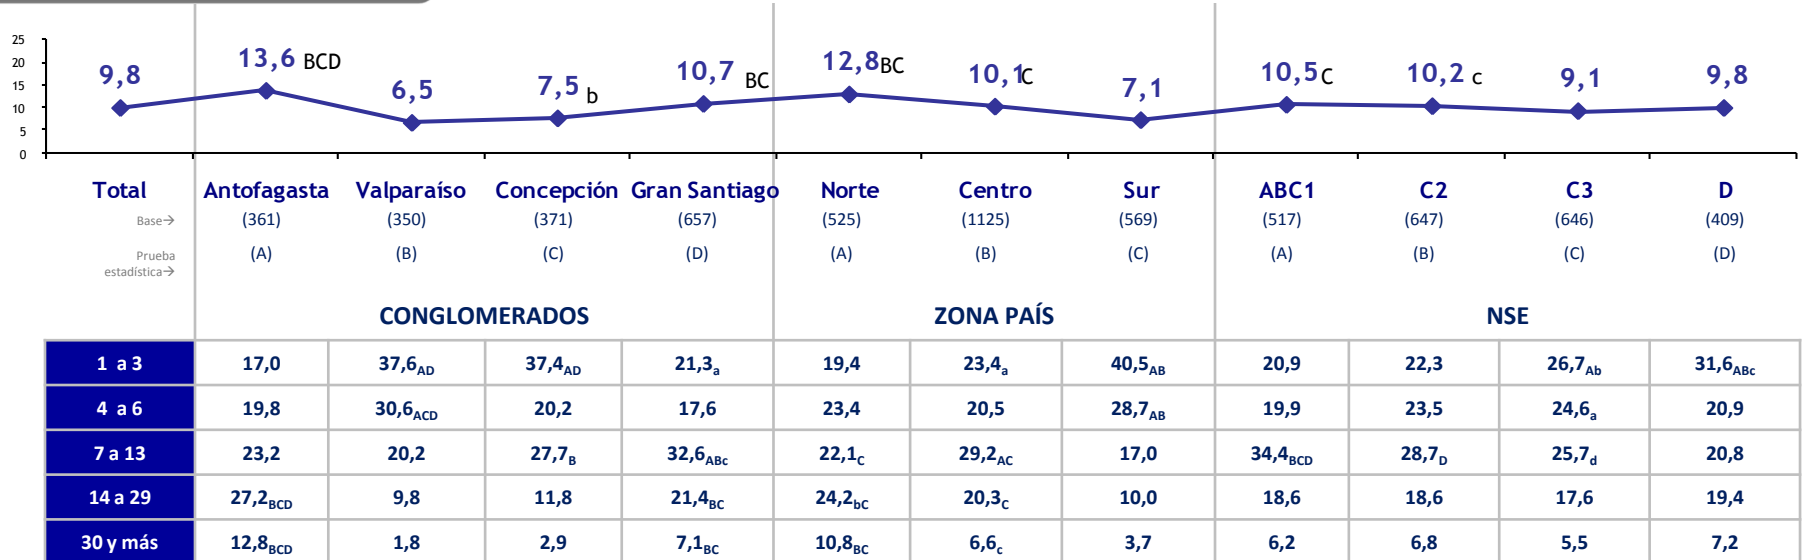 25
20
15
10
5
0
9,8
13,6 BCD
6,5
7,5 b
10,7 BC
12,8 BC
10,1 C
7,1
10,5 C
10,2 c
9,1
9,8
Total Antofagasta Valparaíso Concepción Gran Santiago Norte Centro Sur ABC1 C2 C3 D
Base→ (361) (350) (371) (657) (525) (1125) (569) (517) (647) (646) (409)
Prueba
estadística→ (A) (B) (C) (D) (A) (B) (C) (A) (B) (C) (D)
CONGLOMERADOS ZONA PAÍS NSE
1 a 3 17,0 37,6AD 37,4AD 21,3a 19,4 23,4a 40,5AB 20,9 22,3 26,7Ab 31,6ABc
4 a 6 19,8 30,6ACD 20,2 17,6 23,4 20,5 28,7AB 19,9 23,5 24,6a 20,9
7 a 13 23,2 20,2 27,7B 32,6ABc 22,1C 29,2AC 17,0 34,4BCD 28,7D 25,7d 20,8
14 a 29 27,2BCD 9,8 11,8 21,4BC 24,2bC 20,3C 10,0 18,6 18,6 17,6 19,4
30 y más 12,8BCD 1,8 2,9 7,1BC 10,8BC 6,6c 3,7 6,2 6,8 5,5 7,2